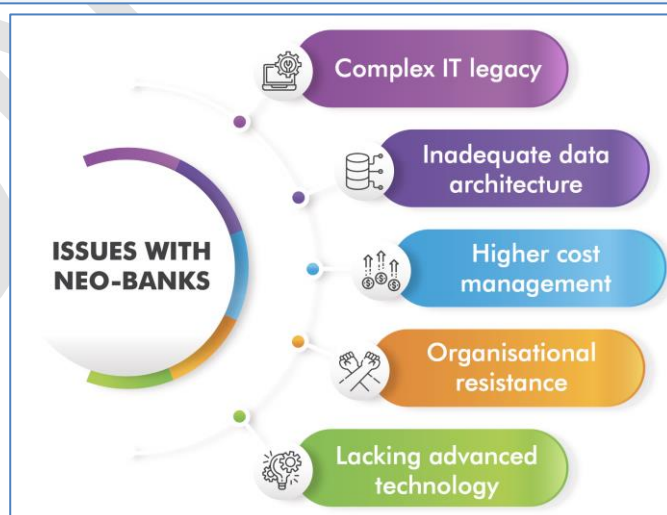 ISSUES WITH
NEO-BANKS
Complex IT legacy
Inadequate data
architecture
Higher cost
management
Organisational
resistance
Lacking advanced
technology